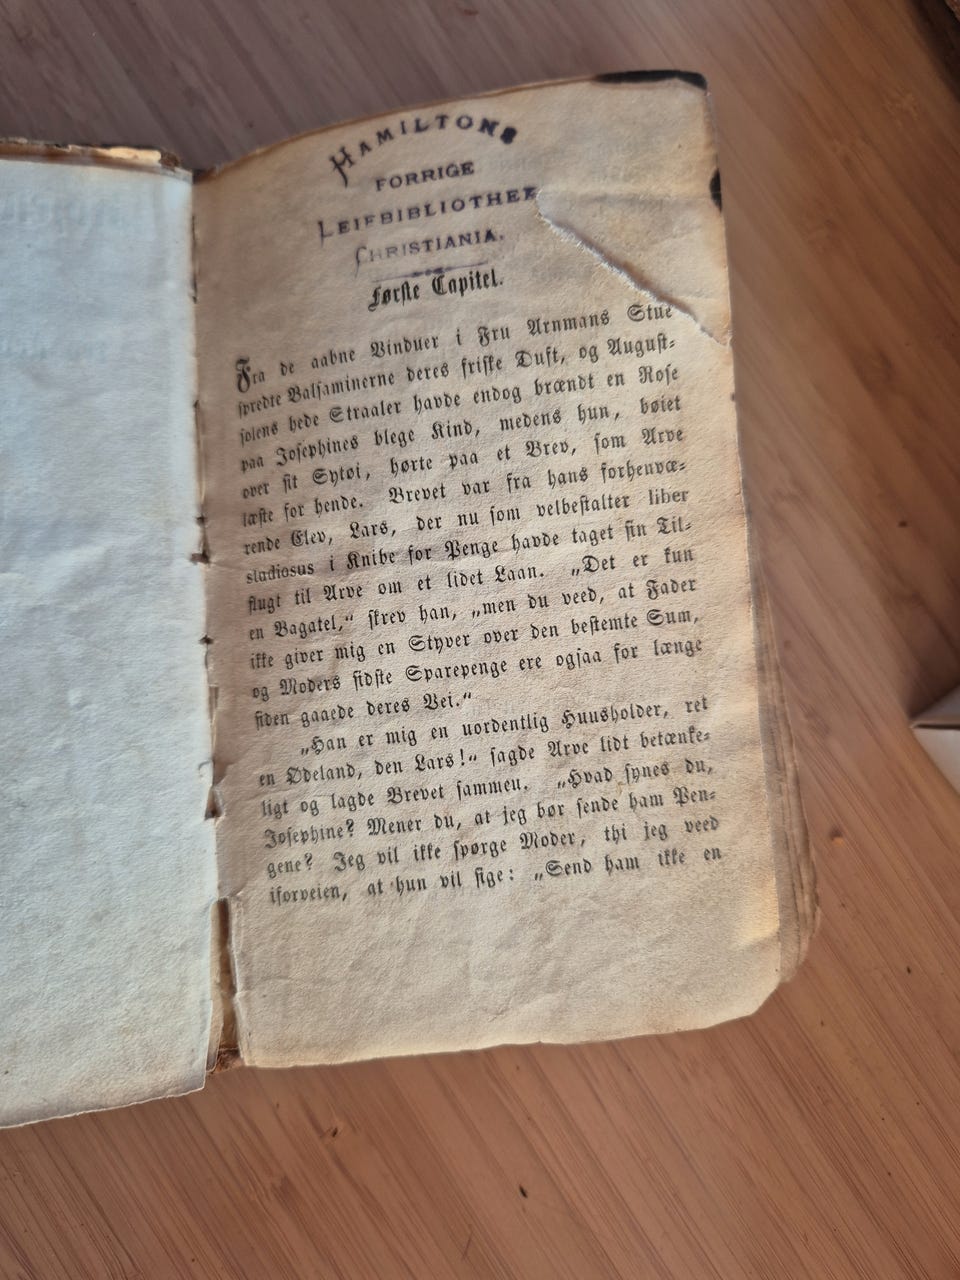 HAMILTONS
FORRIGE
LEIEBIBLIOTHEK
CHRISTIANIA.
Første Capitel.
Fra de aabne Vinduer i Fru Arnmans Stue
spredte Balsaminerne deres friske Duft, og August-
solens hede Straaler havde endog brændt en Rose
paa Josephines blege Kind, medens hun, bøiet
over sit Sytøi, hørte paa et Brev, som Arve
læste for hende. Brevet var fra hans forhenvæ-
rende Elev, Lars, der nu som velbestalter liber
studiosus i Knibe for Penge havde taget sin Til-
flugt til Arve om et lidet Laan. „Det er kun
en Bagatel,“ skrev han, „men du veed, at Fader
ikke giver mig en Styver over den bestemte Sum,
og Moders sidste Sparepenge ere ogsaa for længe
siden gaaede deres Vei.“
„Han er mig en uordentlig Huusholder, ret
en Ødeland, den Lars!“ sagde Arve lidt betænke-
ligt og lagde Brevet sammen. „Hvad synes du,
Josephine? Mener du, at jeg bør sende ham Pen-
gene? Jeg vil ikke spørge Moder, thi jeg veed
iforveien, at hun vil sige: „Send ham ikke en